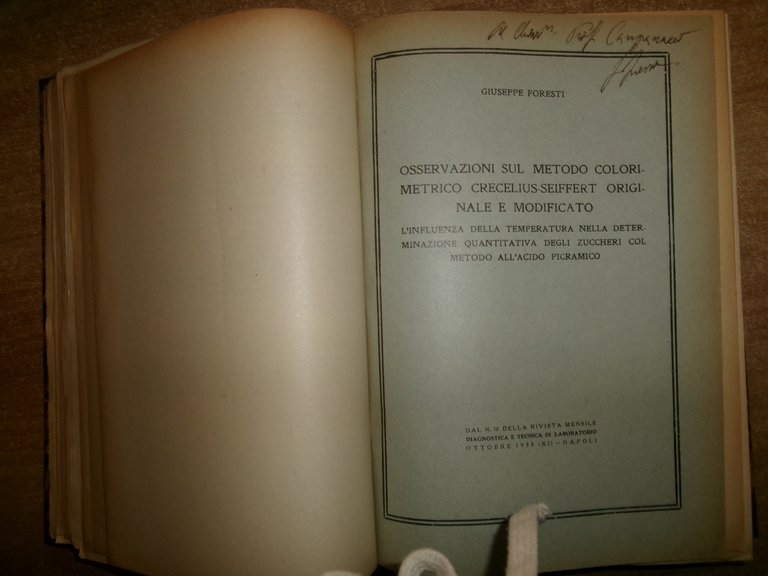 Prof. Campanacci
GIUSEPPE FORESTI
OSSERVAZIONI SUL METODO COLORI-
METRICO CRECELIUS-SEIFFERT ORIGI-
NALE E MODIFICATO
L'INFLUENZA DELLA TEMPERATURA NELLA DETER-
MINAZIONE QUANTITATIVA DEGLI ZUCCHERI COL
METODO ALL'ACIDO PICRAMICO
DAL N. 10 DELLA RIVISTA MENSILE
DIAGNOSTICA E TECNICA DI LABORATORIO
OTTOBRE 1933 (XI) — NAPOLI